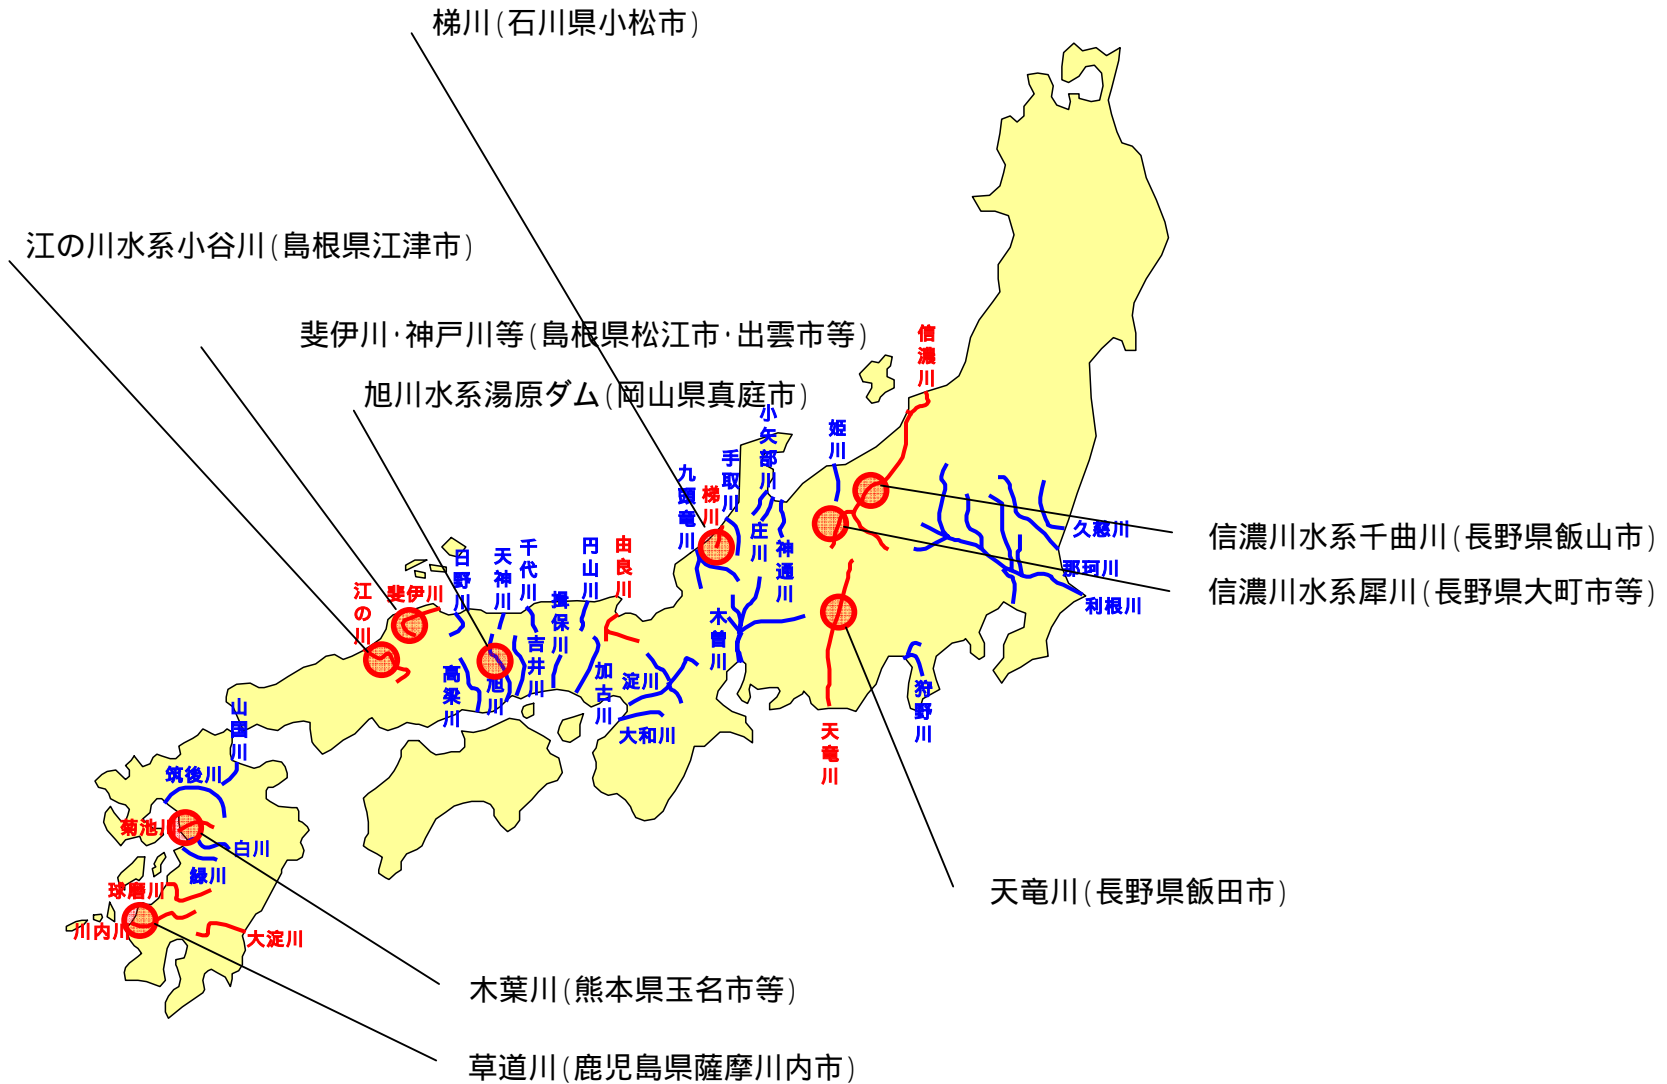 梯川(石川県小松市)
江の川水系小谷川(島根県江津市)
斐伊川・神戸川等(島根県松江市・出雲市等)
旭川水系湯原ダム(岡山県真庭市)
信濃川
小矢部川
姫川
手取川
九頭竜川
梯川
庄川
神通川
久慈川
信濃川水系千曲川(長野県飯山市)
那珂川
利根川
信濃川水系犀川(長野県大町市等)
日野川
天神川
千代川
円山川
由良川
江の川
斐伊川
揖保川
木曽川
吉井川
高梁川
旭川
加古川
淀川
大和川
狩野川
天竜川
山国川
筑後川
菊池川
白川
緑川
球磨川
川内川
大淀川
天竜川(長野県飯田市)
木葉川(熊本県玉名市等)
草道川(鹿児島県薩摩川内市)